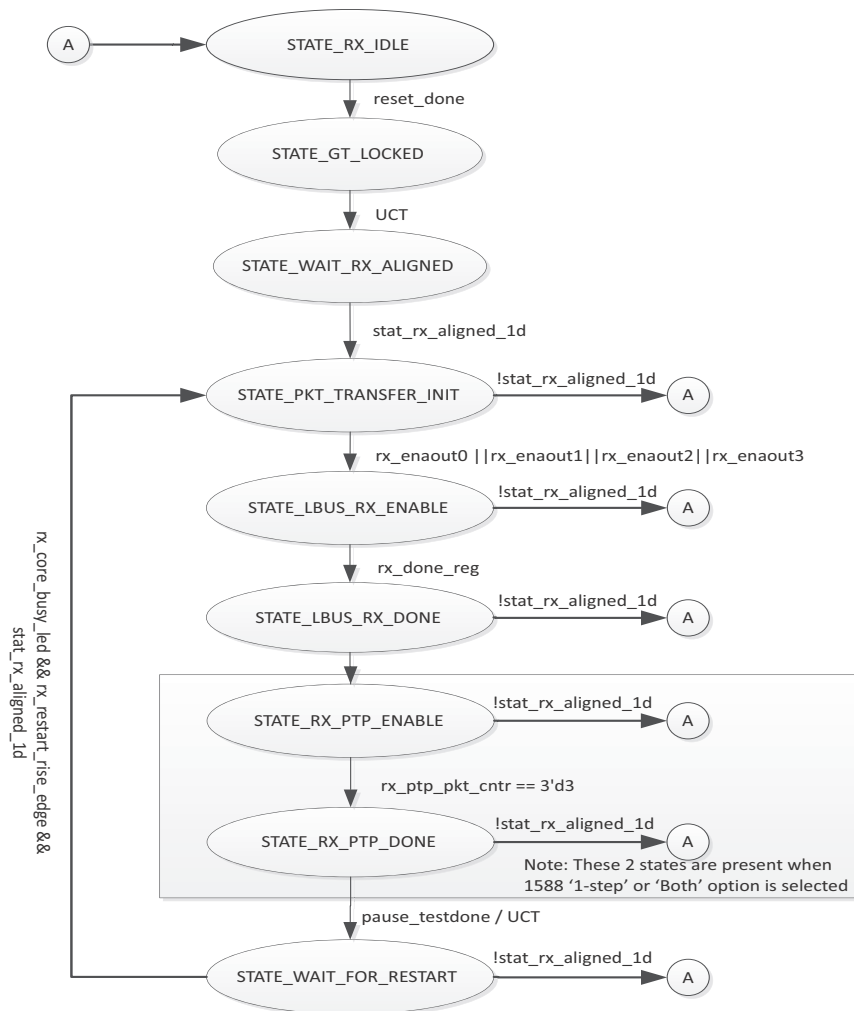 A
STATE_RX_IDLE
reset_done
STATE_GT_LOCKED
UCT
STATE_WAIT_RX_ALIGNED
stat_rx_aligned_1d
STATE_PKT_TRANSFER_INIT
!stat_rx_aligned_1d
A
rx_enaout0 ||rx_enaout1||rx_enaout2||rx_enaout3
STATE_LBUS_RX_ENABLE
!stat_rx_aligned_1d
A
rx_done_reg
STATE_LBUS_RX_DONE
!stat_rx_aligned_1d
A
rx_core_busy_led && rx_restart_rise_edge &&
stat_rx_aligned_1d
STATE_RX_PTP_ENABLE
!stat_rx_aligned_1d
A
rx_ptp_pkt_cntr == 3'd3
STATE_RX_PTP_DONE
!stat_rx_aligned_1d
A
Note: These 2 states are present when
1588 ‘1-step’ or ‘Both’ option is selected
pause_testdone / UCT
STATE_WAIT_FOR_RESTART
!stat_rx_aligned_1d
A